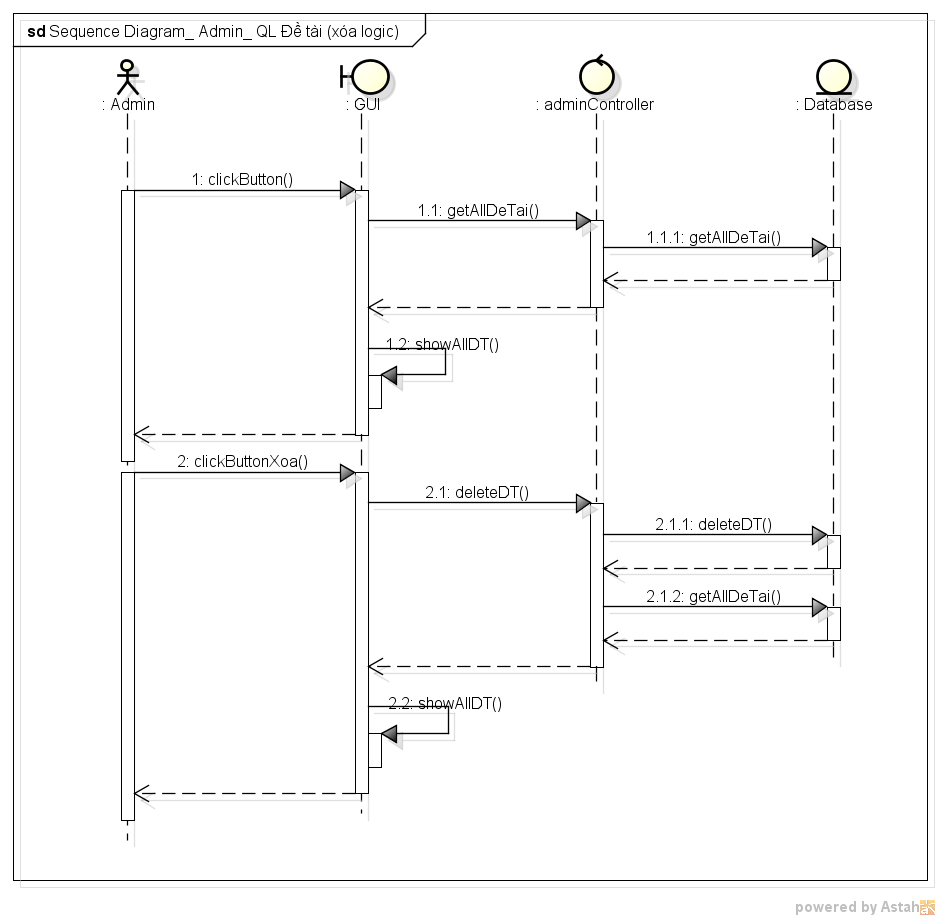 sd Sequence Diagram_ Admin_ QL Đề tài (xóa logic)
: Admin
: GUI
: adminController
: Database
1: clickButton()
1.1: getAllDeTai()
1.1.1: getAllDeTai()
1.2: showAllDT()
2: clickButtonXoa()
2.1: deleteDT()
2.1.1: deleteDT()
2.1.2: getAllDeTai()
2.2: showAllDT()
powered by Astah